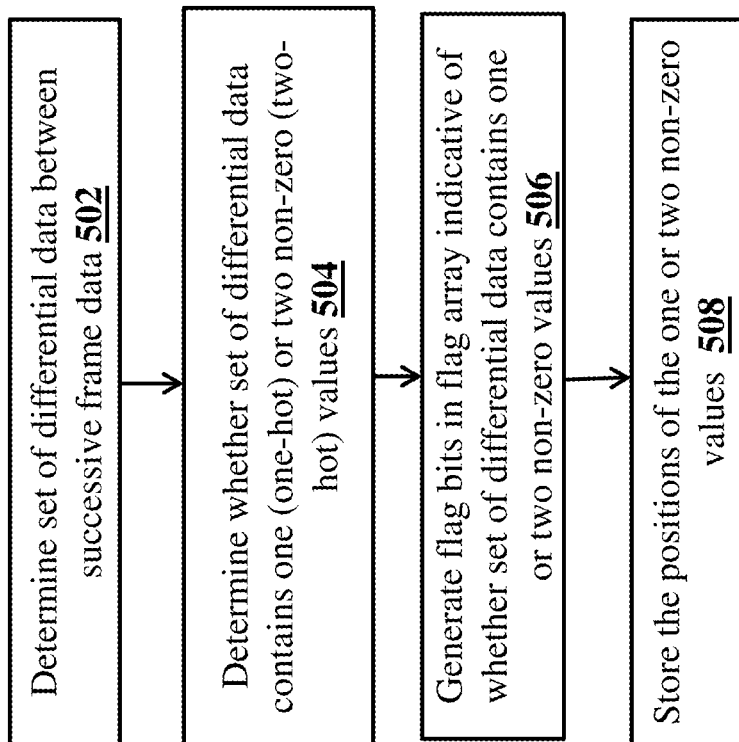 Determine set of differential data between
successive frame data 502
Determine whether set of differential data
contains one (one-hot) or two non-zero (two-
hot) values 504
Generate flag bits in flag array indicative of
whether set of differential data contains one
or two non-zero values 506
Store the positions of the one or two non-zero
values 508